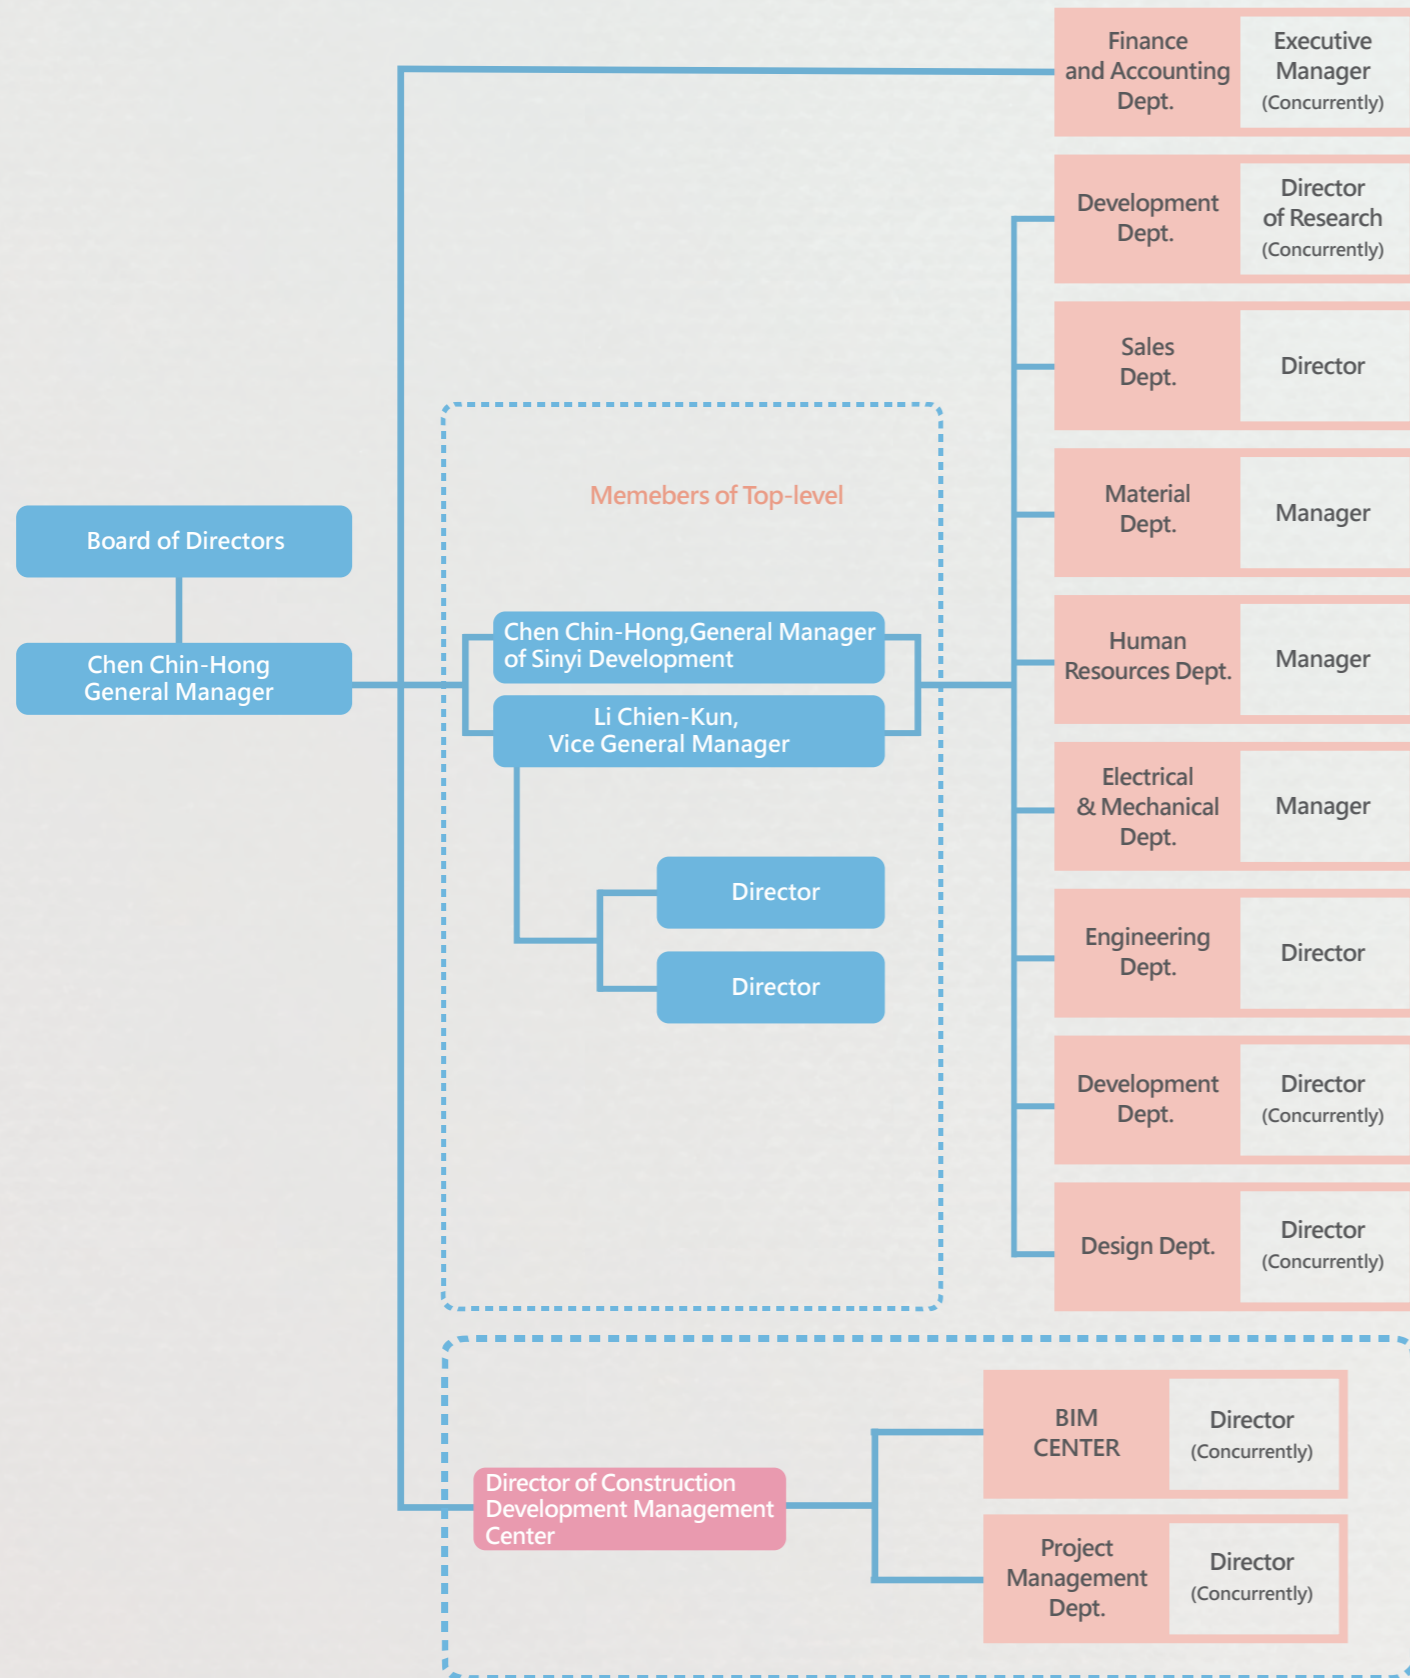 Finance
and Accounting
Dept.
Executive
Manager
(Concurrently)
Development
Dept.
Director
of Research
(Concurrently)
Sales
Dept.
Director
Material
Dept.
Manager
Human
Resources Dept.
Manager
Electrical
& Mechanical
Dept.
Manager
Engineering
Dept.
Director
Development
Dept.
Director
(Concurrently)
Design Dept.
Director
(Concurrently)
Memebers of Top-level
Board of Directors
Chen Chin-Hong
General Manager
Chen Chin-Hong,General Manager
of Sinyi Development
Li Chien-Kun,
Vice General Manager
Director
Director
Director of Construction
Development Management
Center
BIM
CENTER
Director
(Concurrently)
Project
Management
Dept.
Director
(Concurrently)